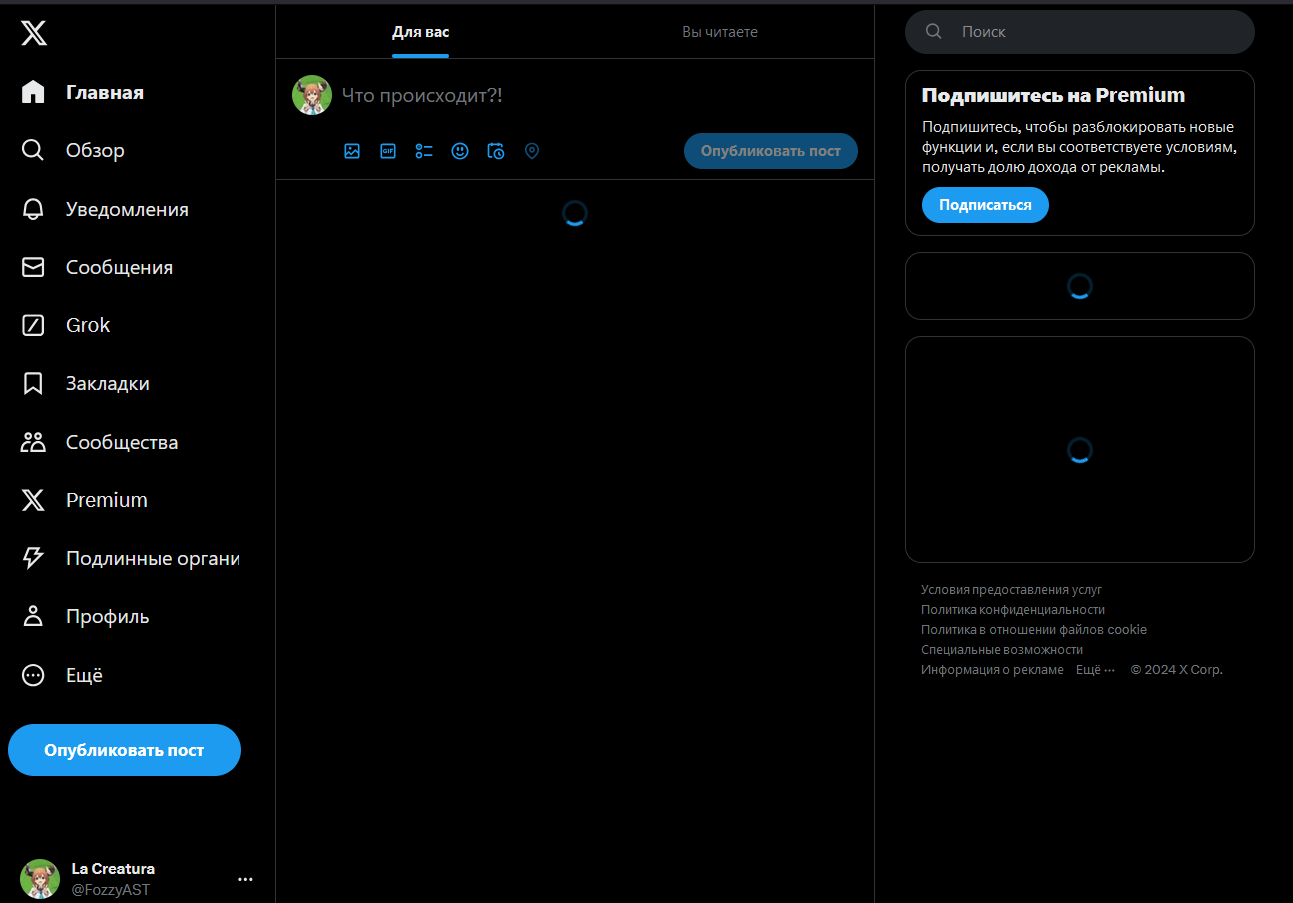 Главная
Обзор
Уведомления
Сообщения
Grok
Закладки
Сообщества
Premium
Подлинные органи
Профиль
Ещё
Опубликовать пост
La Creatura
@FozzyAST
Для вас
Вы читаете
Что происходит?!
GIF
Опубликовать пост
Поиск
Подпишитесь на Premium
Подпишитесь, чтобы разблокировать новые
функции и, если вы соответствуете условиям,
получать долю дохода от рекламы.
Подписаться
Условия предоставления услуг
Политика конфиденциальности
Политика в отношении файлов cookie
Специальные возможности
Информация о рекламе Ещё ··· © 2024 X Corp.